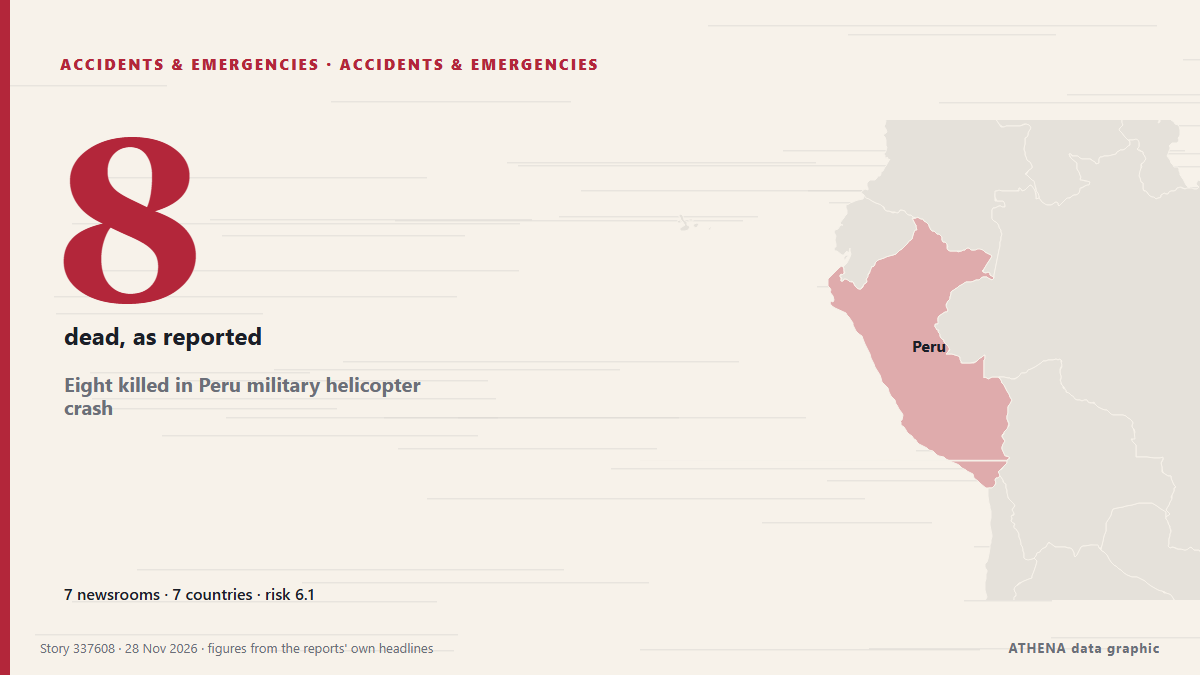 ACCIDENTS & EMERGENCIES · ACCIDENTS & EMERGENCIES
8
dead, as reported
Eight killed in Peru military helicopter
crash
Peru
7 newsrooms · 7 countries · risk 6.1
Story 337608 · 28 Nov 2026 · figures from the reports' own headlines
ATHENA data graphic